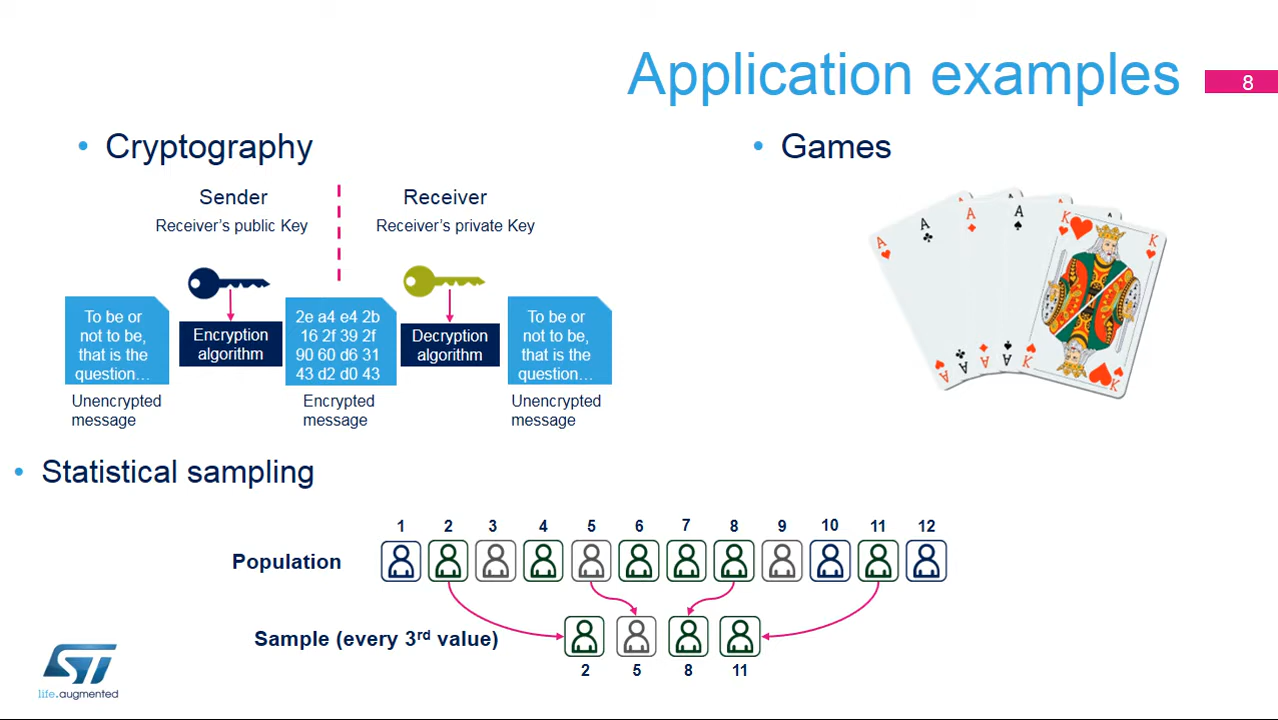 Application examples
8
• Cryptography
Sender
Receiver
Receiver's public Key
Receiver's private Key
To be or
not to be,
that is the
question…
Encryption
algorithm
2e a4 e4 2b
16 2f 39 2f
90 60 d6 31
43 d2 d0 43
Decryption
algorithm
To be or
not to be,
that is the
question…
Unencrypted
message
Encrypted
message
Unencrypted
message
• Games
A
A
A
A
K
K
A
A
A
A
K
K
• Statistical sampling
1 2 3 4 5 6 7 8 9 10 11 12
Population
Sample (every 3rd value)
2 5 8 11
ST
life.augmented